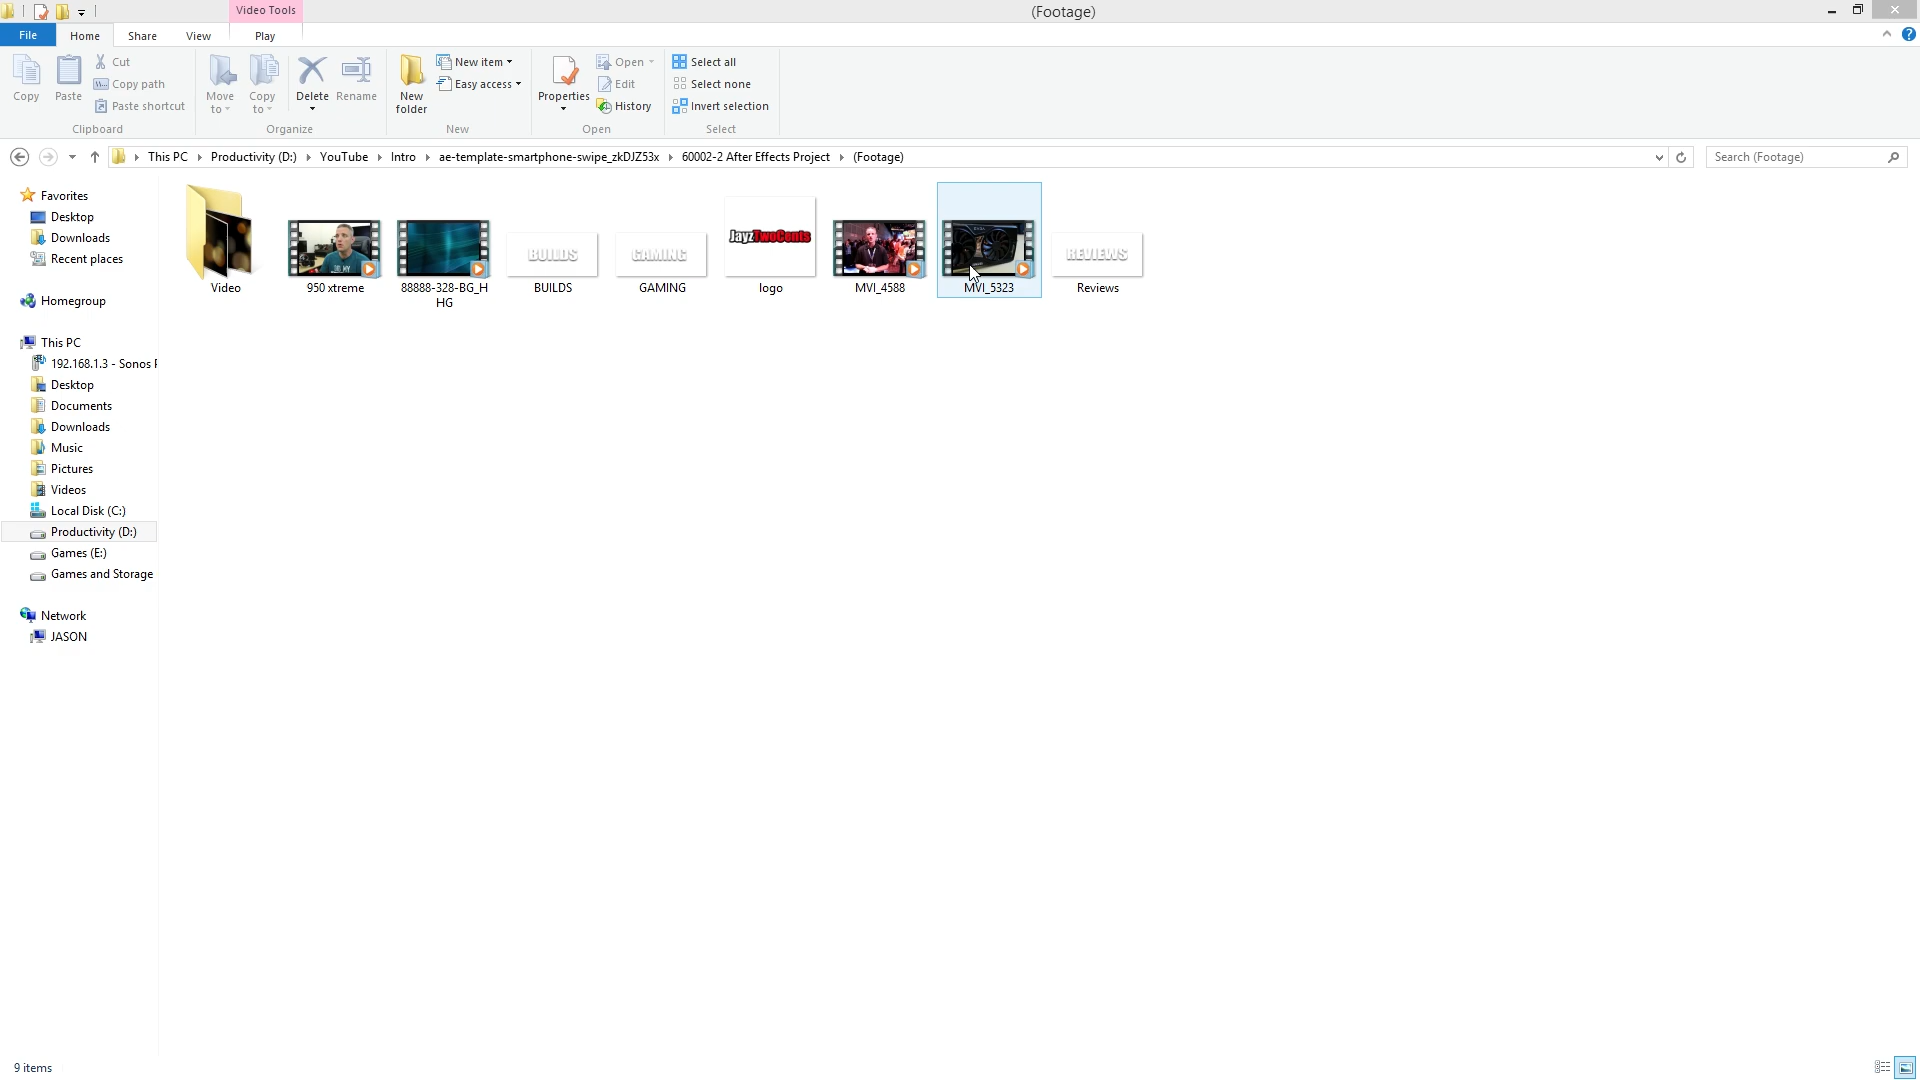 Video Tools
(Footage)
File
Home
Share
View
Play
Copy
Paste
Cut
Copy path
Paste shortcut
Clipboard
Move to
Copy to
Delete
Rename
Organize
New folder
New item
Easy access
New
Properties
Open
Edit
History
Open
Select all
Select none
Invert selection
Select
This PC
Productivity (D:)
YouTube
Intro
ae-template-smartphone-swipe_zkDJZ53x
60002-2 After Effects Project
(Footage)
Search (Footage)
Favorites
Desktop
Downloads
Recent places
Homegroup
This PC
192.168.1.3 - Sonos
Desktop
Documents
Downloads
Music
Pictures
Videos
Local Disk (C:)
Productivity (D:)
Games (E:)
Games and Storage
Network
JASON
BUILDS
GAMING
JayzTwoCents
EVGA
REVIEWS
Video
950 xtreme
88888-328-BG_H
HG
BUILDS
GAMING
logo
MVI_4588
MVI_5323
Reviews
9 items